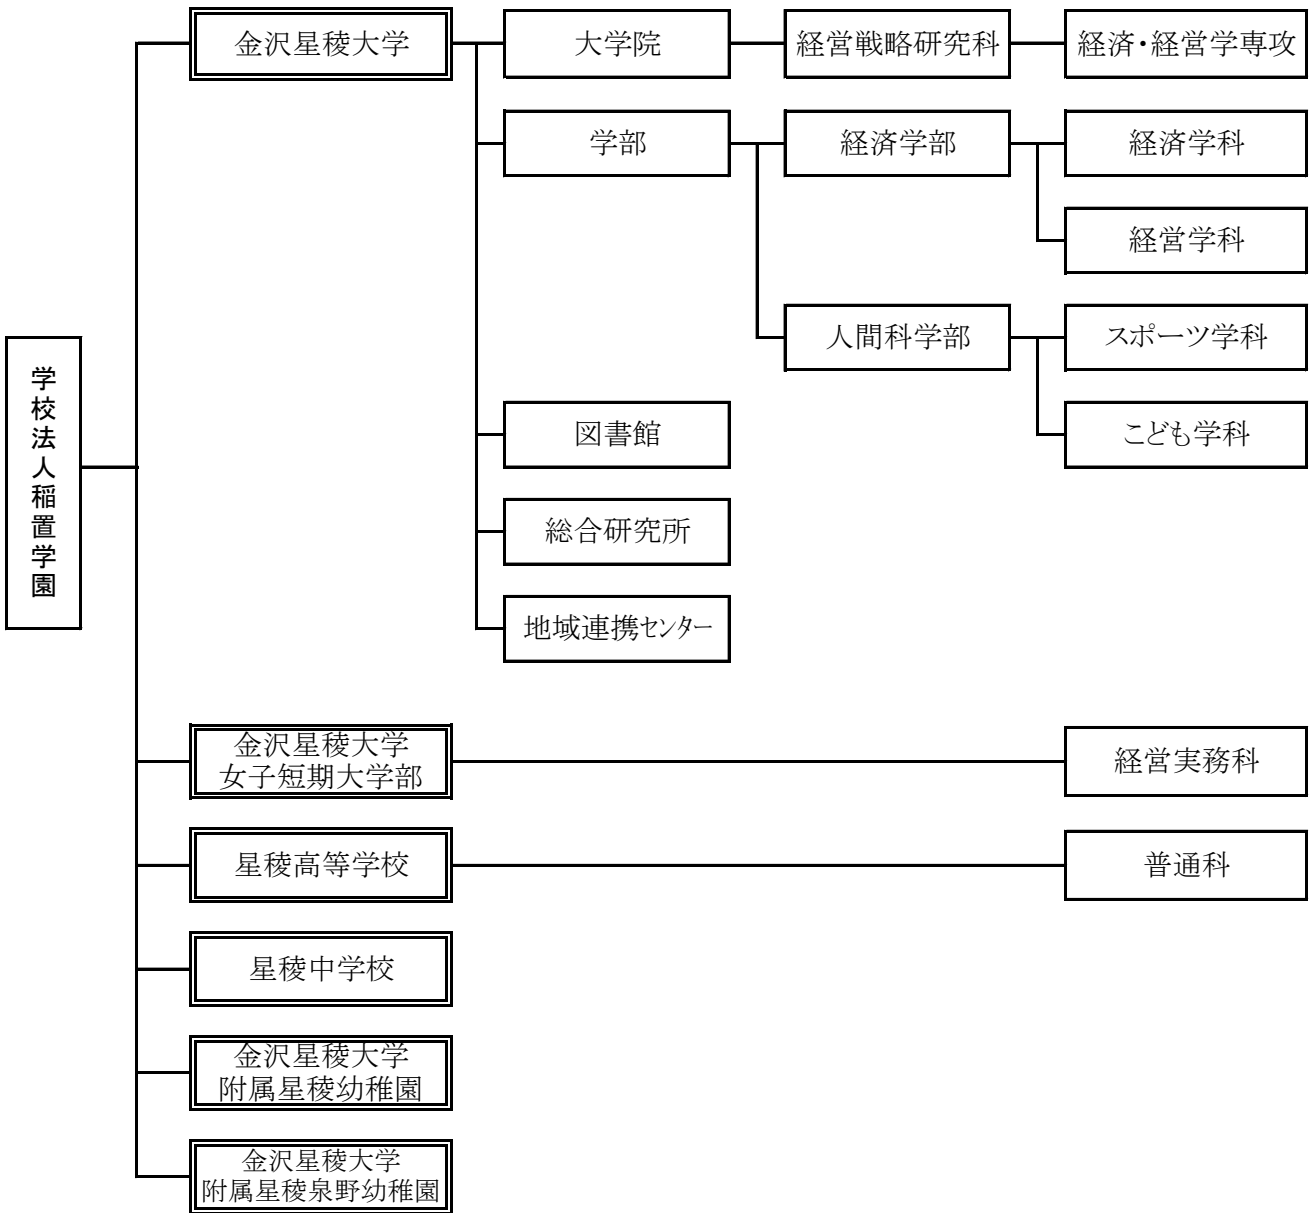 学校法人稲置学園
金沢星稜大学
大学院
経営戦略研究科
経済・経営学専攻
学部
経済学部
経済学科
経営学科
人間科学部
スポーツ学科
こども学科
図書館
総合研究所
地域連携センター
金沢星稜大学
女子短期大学部
経営実務科
星稜高等学校
普通科
星稜中学校
金沢星稜大学
附属星稜幼稚園
金沢星稜大学
附属星稜泉野幼稚園